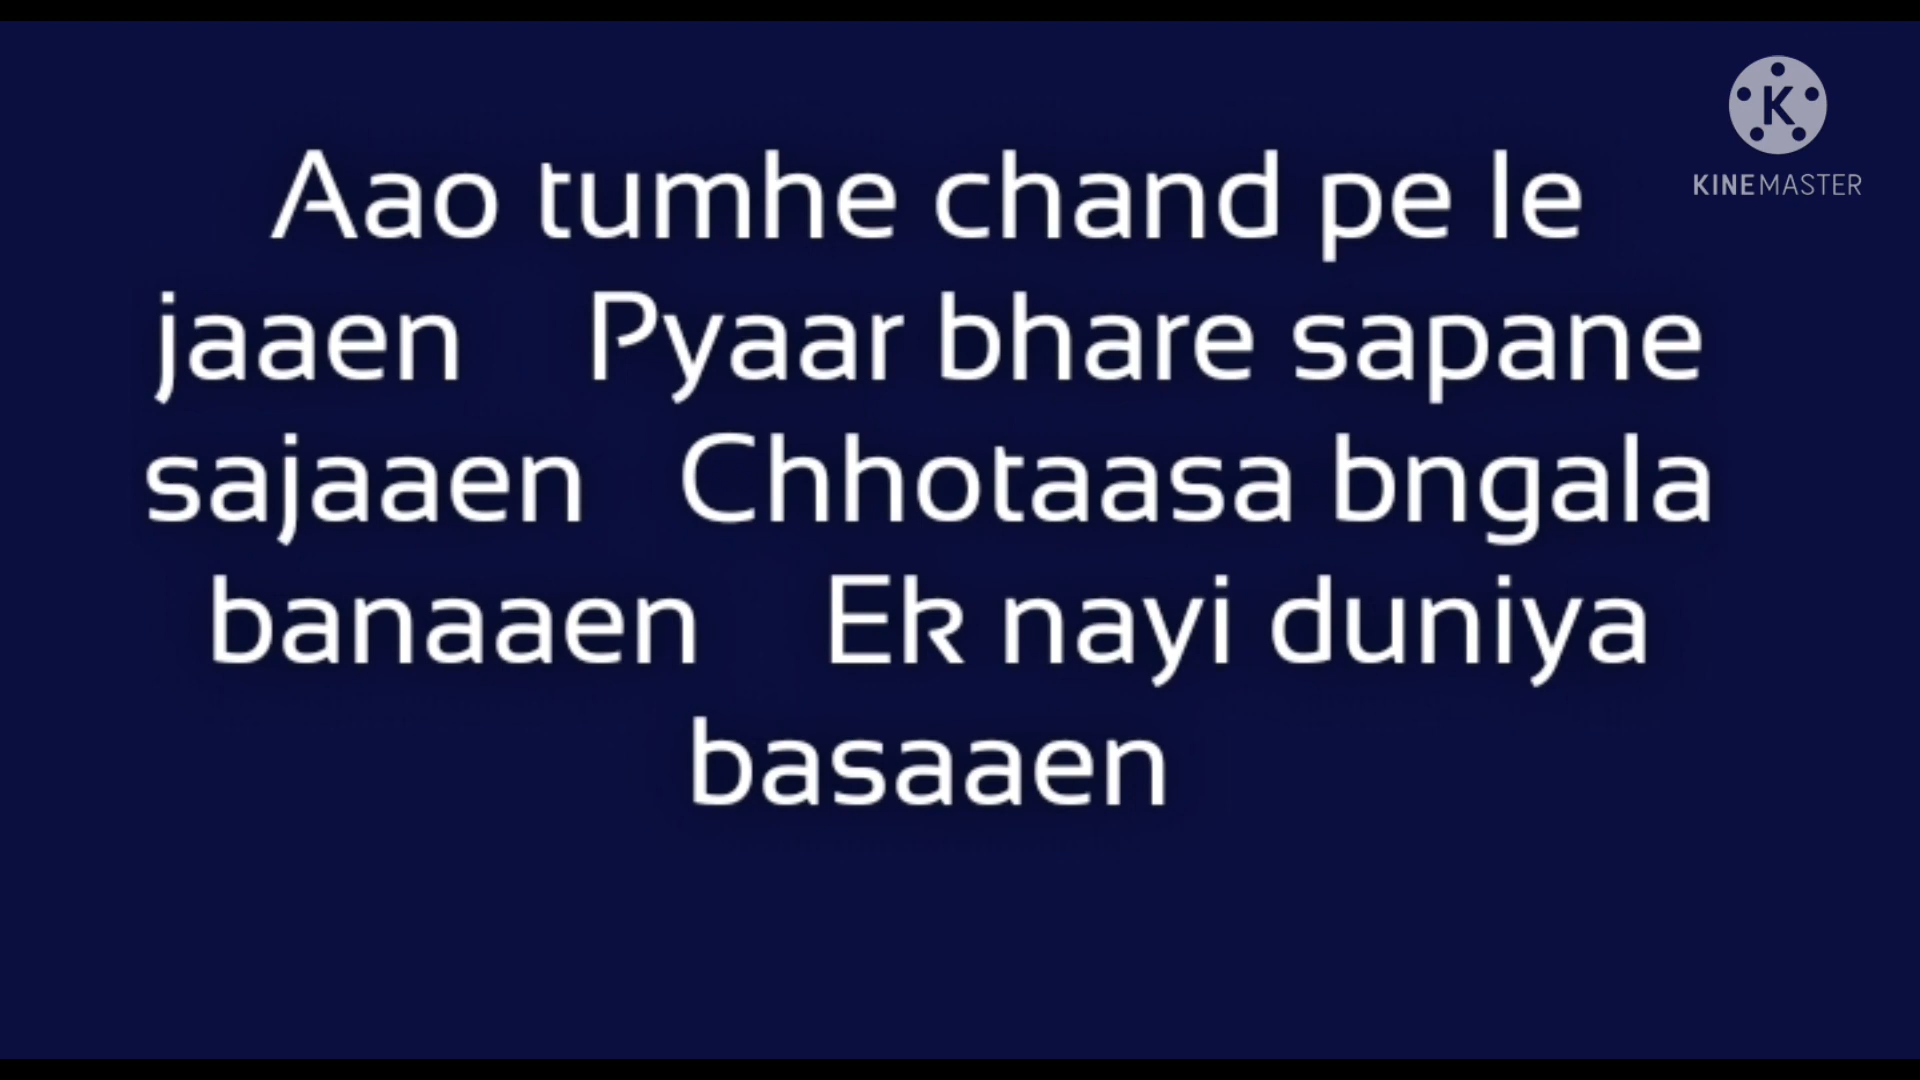 Aao tumhe chand pe le
jaaen Pyaar bhare sapane
sajaaen Chhotaasa bngala
banaaen Ek nayi duniya
basaaen
K
KINEMASTER